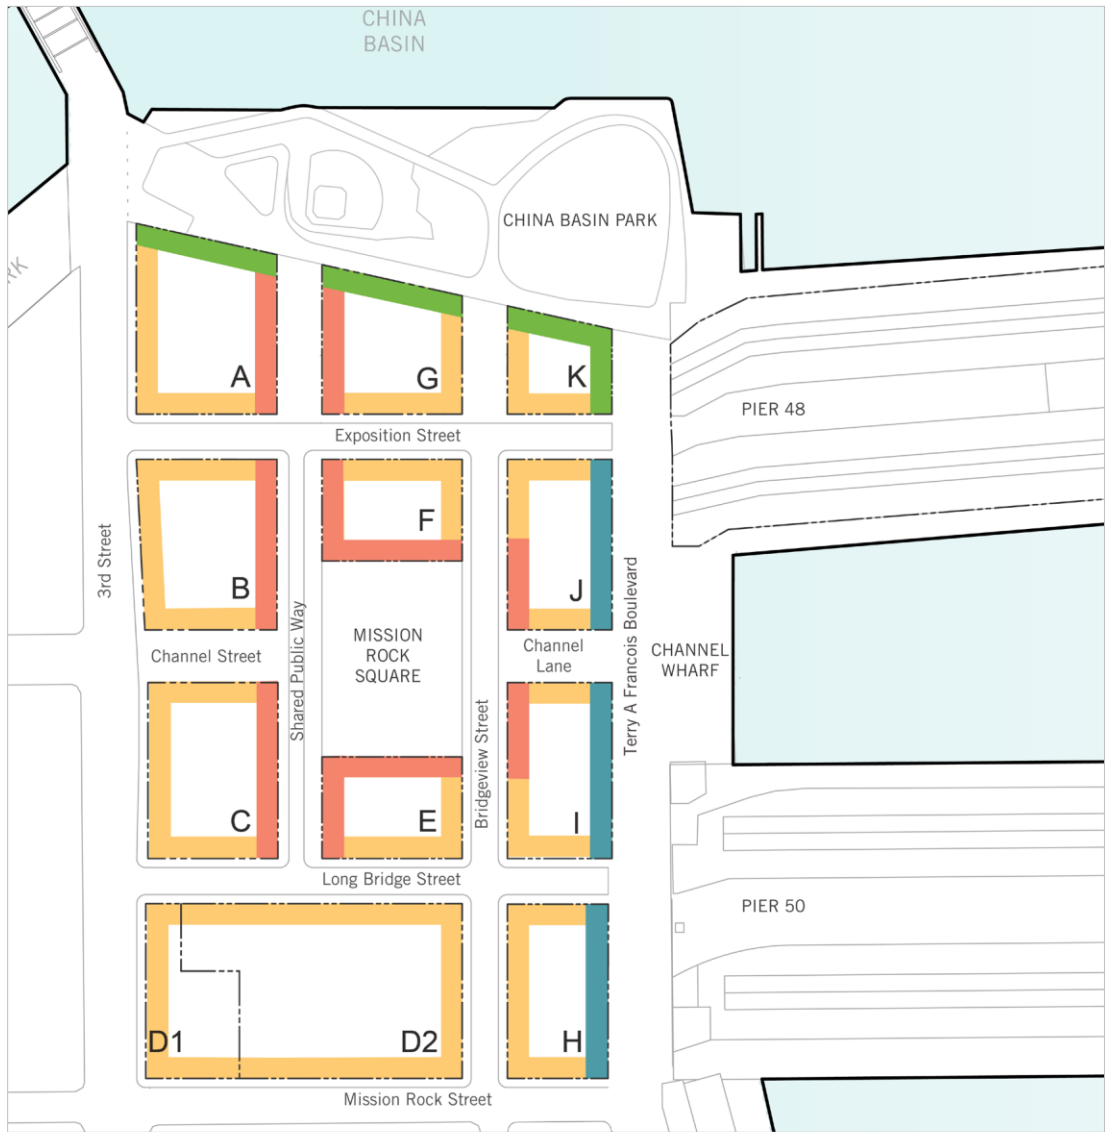 CHINA
BASIN
CHINA BASIN PARK
RK
A
G
K
PIER 48
Exposition Street
F
B
J
3rd Street
Shared Public Way
MISSION
ROCK
SQUARE
Channel Street
Channel
Lane
Terry A Francois Boulevard
CHANNEL
WHARF
Bridgeview Street
C
E
I
Long Bridge Street
PIER 50
D1
D2
H
Mission Rock Street